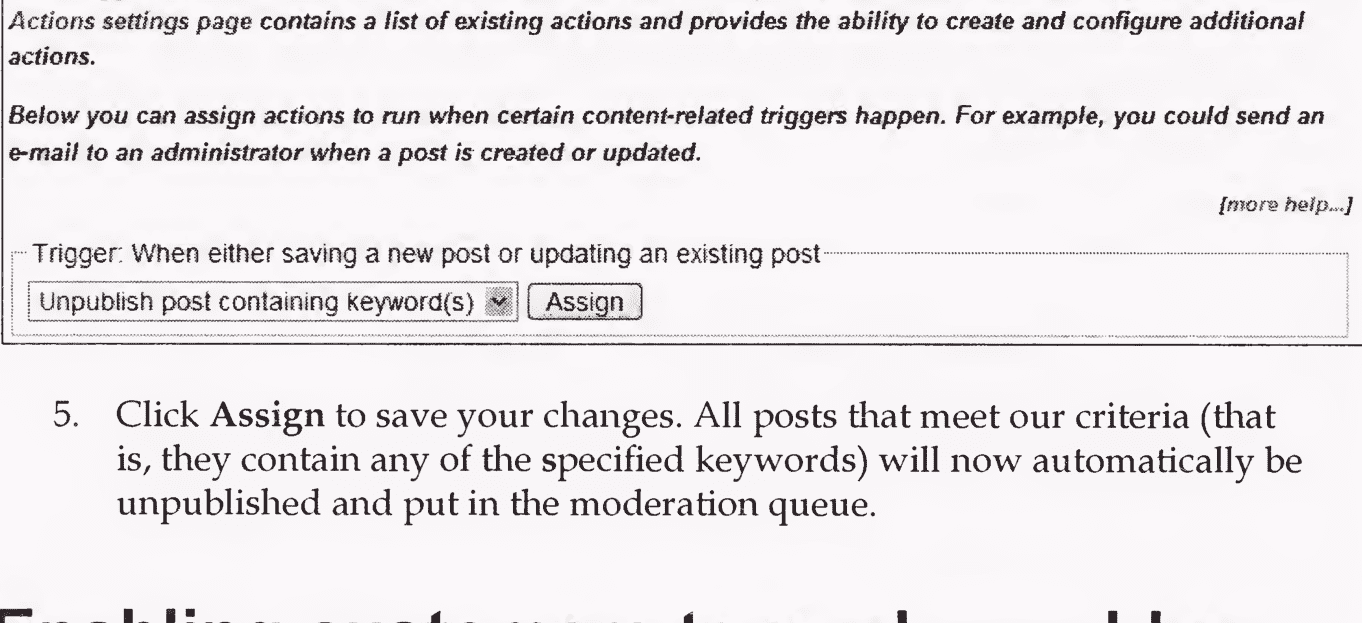 Actions settings page contains a list of existing actions and provides the ability to create and configure additional
actions.
Below you can assign actions to run when certain content-related triggers happen. For example, you could send an
e-mail to an administrator when a post is created or updated.
[more help...]
Trigger: When either saving a new post or updating an existing post
Unpublish post containing keyword(s) Assign
5. Click Assign to save your changes. All posts that meet our criteria (that
is, they contain any of the specified keywords) will now automatically be
unpublished and put in the moderation queue.